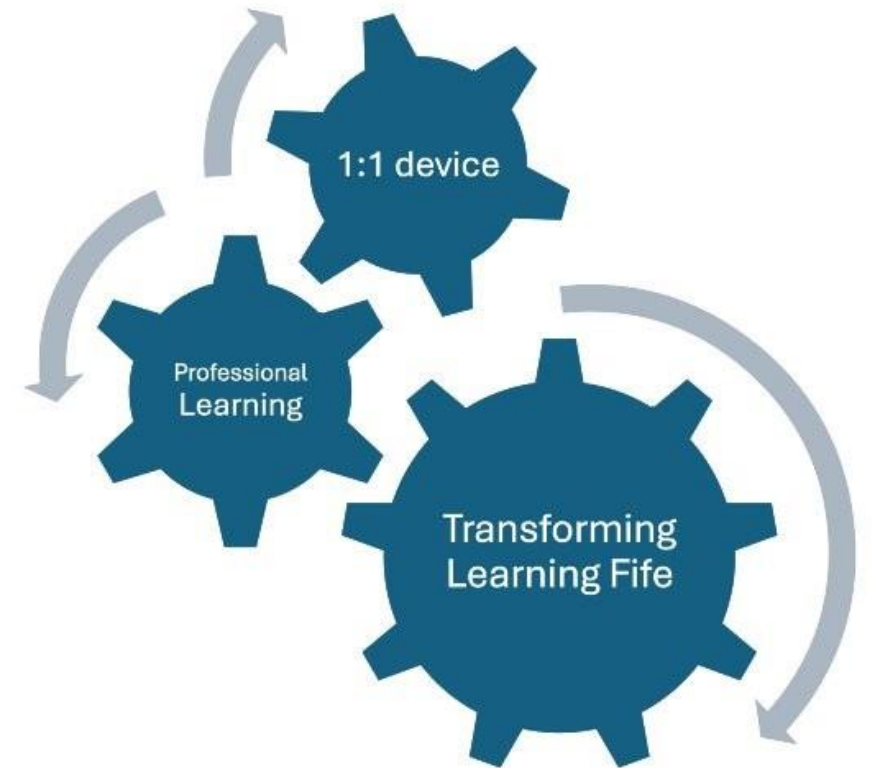 1:1 device
Professional
Learning
Transforming
Learning Fife